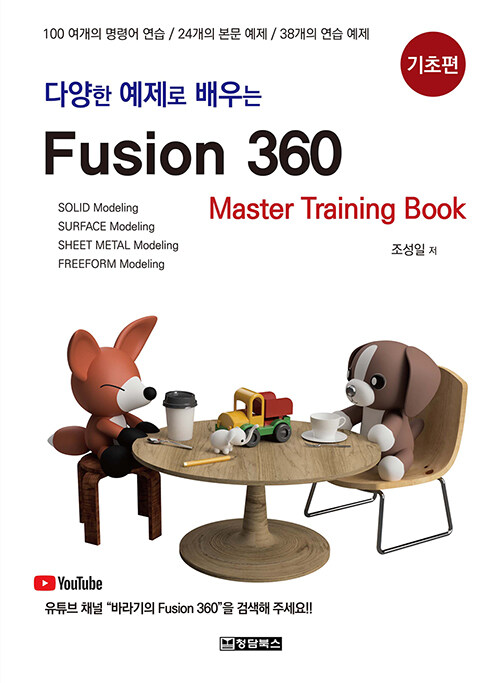 100 여개의 명령어 연습 / 24개의 본문 예제 / 38개의 연습 예제
기초편
다양한 예제로 배우는
Fusion 360
Master Training Book
SOLID Modeling
SURFACE Modeling
SHEET METAL Modeling
FREEFORM Modeling
조성일 저
YouTube
유튜브 채널 “바라기의 Fusion 360”을 검색해 주세요!!
청담북스